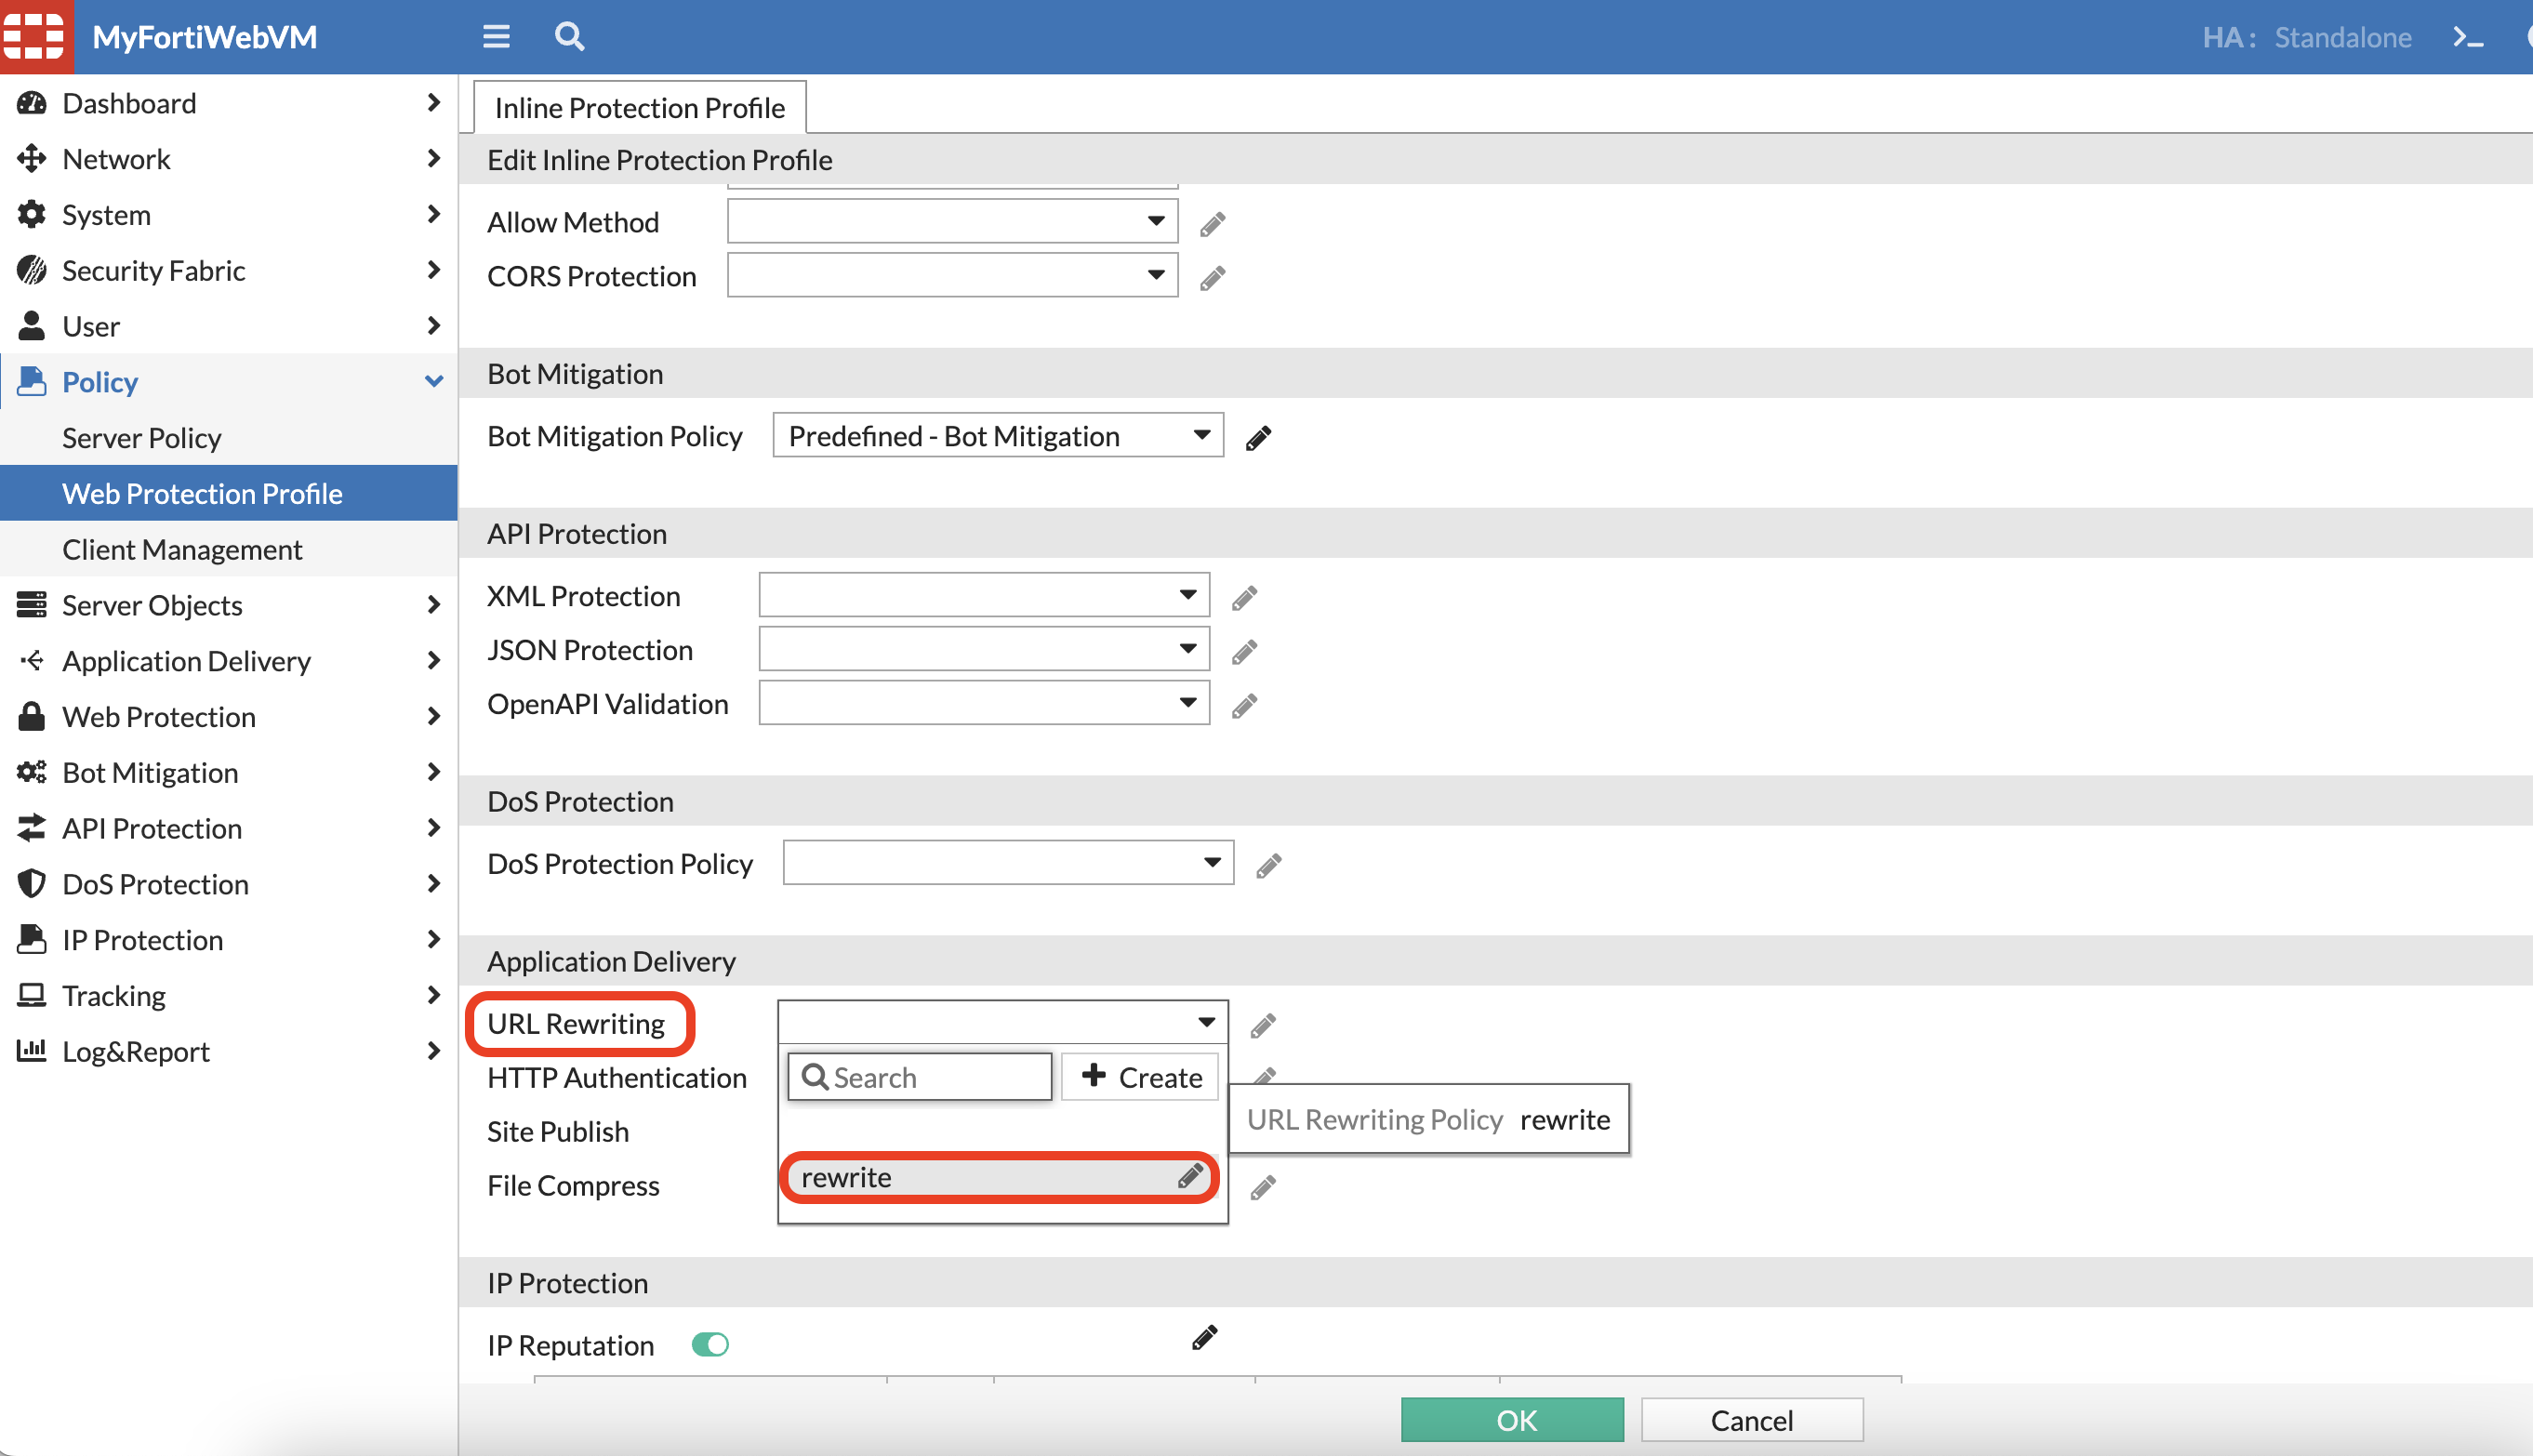 MyFortiWebVM
HA: Standalone
Dashboard
Network
System
Security Fabric
User
Policy
Server Policy
Web Protection Profile
Client Management
Server Objects
Application Delivery
Web Protection
Bot Mitigation
API Protection
DoS Protection
IP Protection
Tracking
Log&Report
Inline Protection Profile
Edit Inline Protection Profile
Allow Method
CORS Protection
Bot Mitigation
Bot Mitigation Policy Predefined - Bot Mitigation
API Protection
XML Protection
JSON Protection
OpenAPI Validation
DoS Protection
DoS Protection Policy
Application Delivery
URL Rewriting
HTTP Authentication Search Create
URL Rewriting Policy rewrite
Site Publish
rewrite
File Compress
IP Protection
IP Reputation
OK Cancel